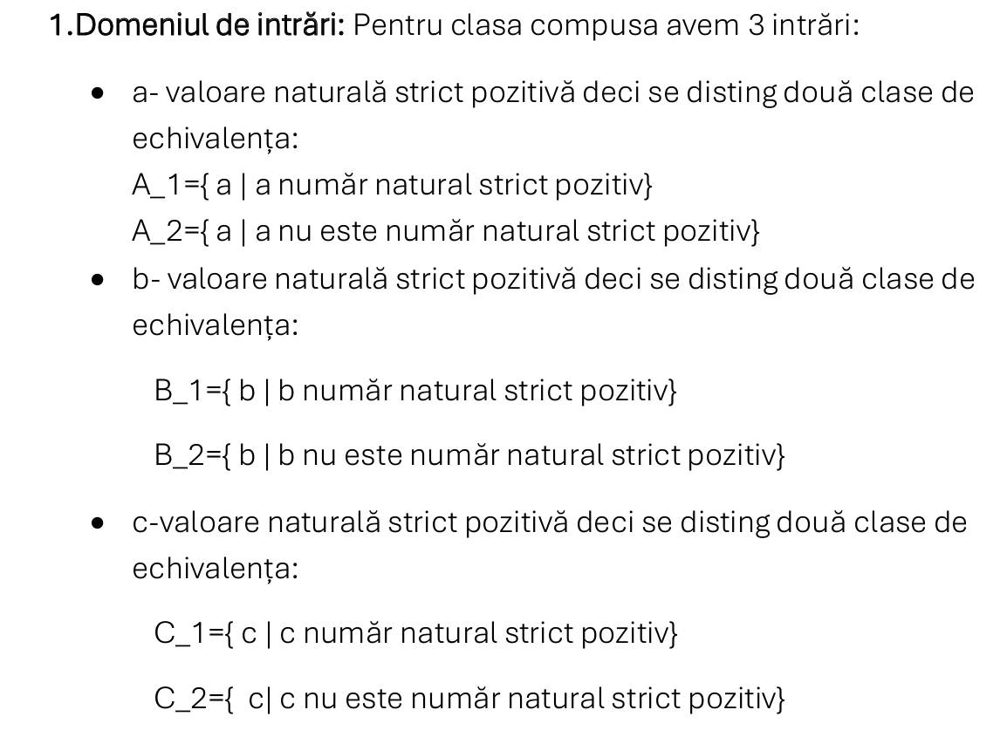 1.Domeniul de intrări: Pentru clasa compusa avem 3 intrări:
• a- valoare naturală strict pozitivă deci se disting două clase de
echivalența:
A_1={ a | a număr natural strict pozitiv}
A_2={ a | a nu este număr natural strict pozitiv}
• b- valoare naturală strict pozitivă deci se disting două clase de
echivalența:
B_1={ b | b număr natural strict pozitiv}
B_2={ b | b nu este număr natural strict pozitiv}
• c-valoare naturală strict pozitivă deci se disting două clase de
echivalența:
C_1={ c | c număr natural strict pozitiv}
C_2={  c| c nu este număr natural strict pozitiv}